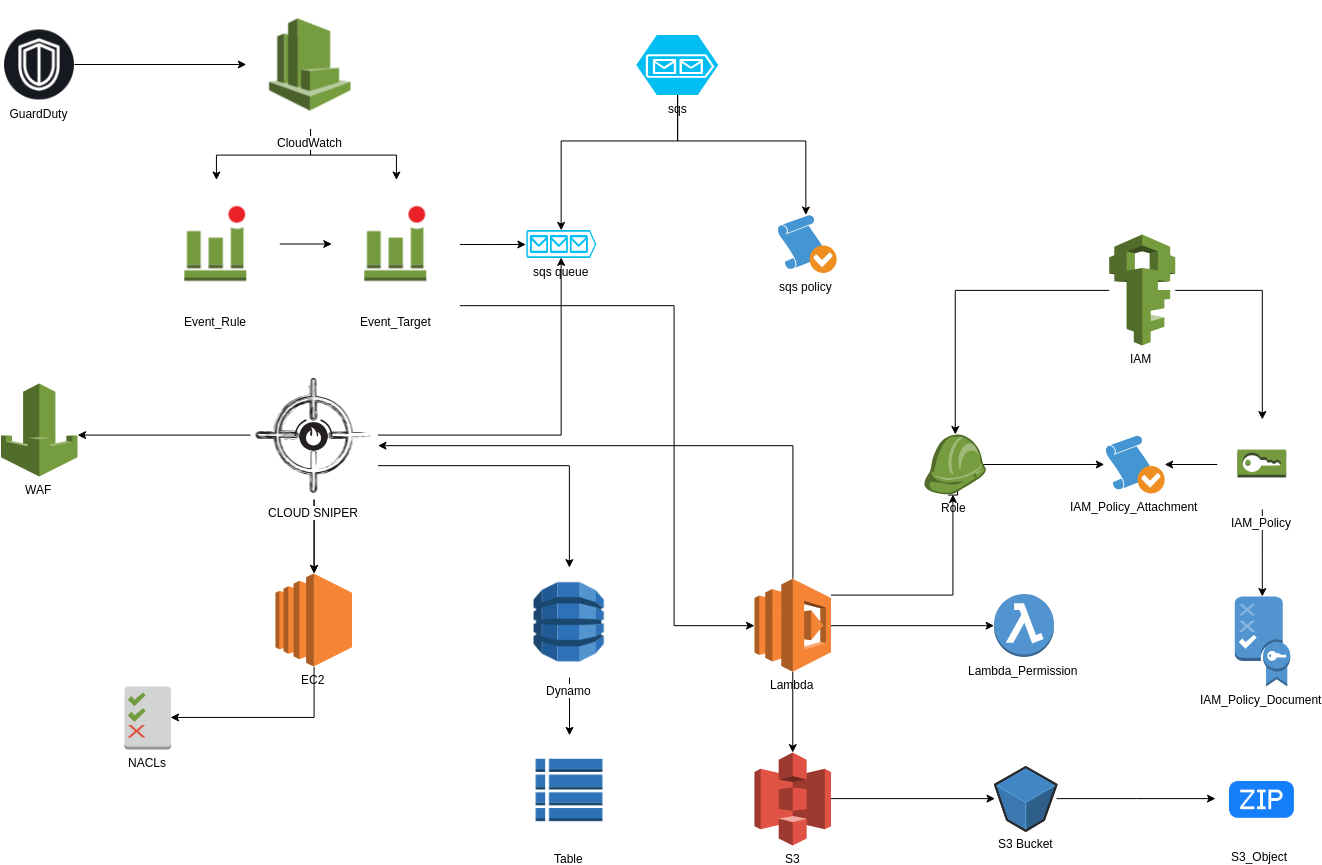 GuardDuty
CloudWatch
sqs
sqs queue
sqs policy
Event_Rule
Event_Target
IAM
WAF
CLOUD SNIPER
Role
IAM_Policy_Attachment
IAM_Policy
EC2
Dynamo
Lambda
Lambda_Permission
IAM_Policy_Document
NACLs
Table
S3
S3 Bucket
ZIP
S3_Object